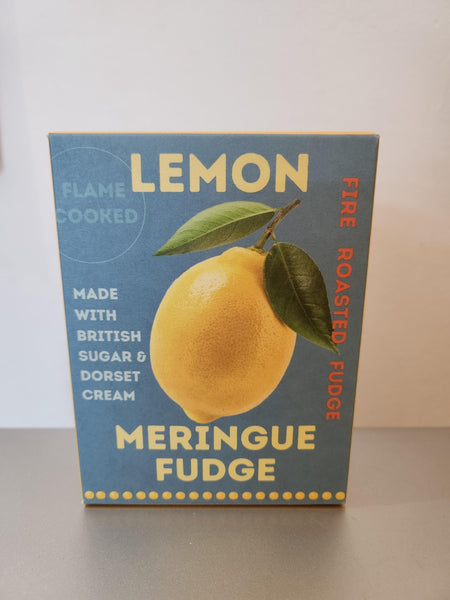 LEMON
FLAME
COOKED
FIRE ROASTED FUDGE
MADE
WITH
BRITISH
SUGAR &
DORSET
CREAM
MERINGUE
FUDGE